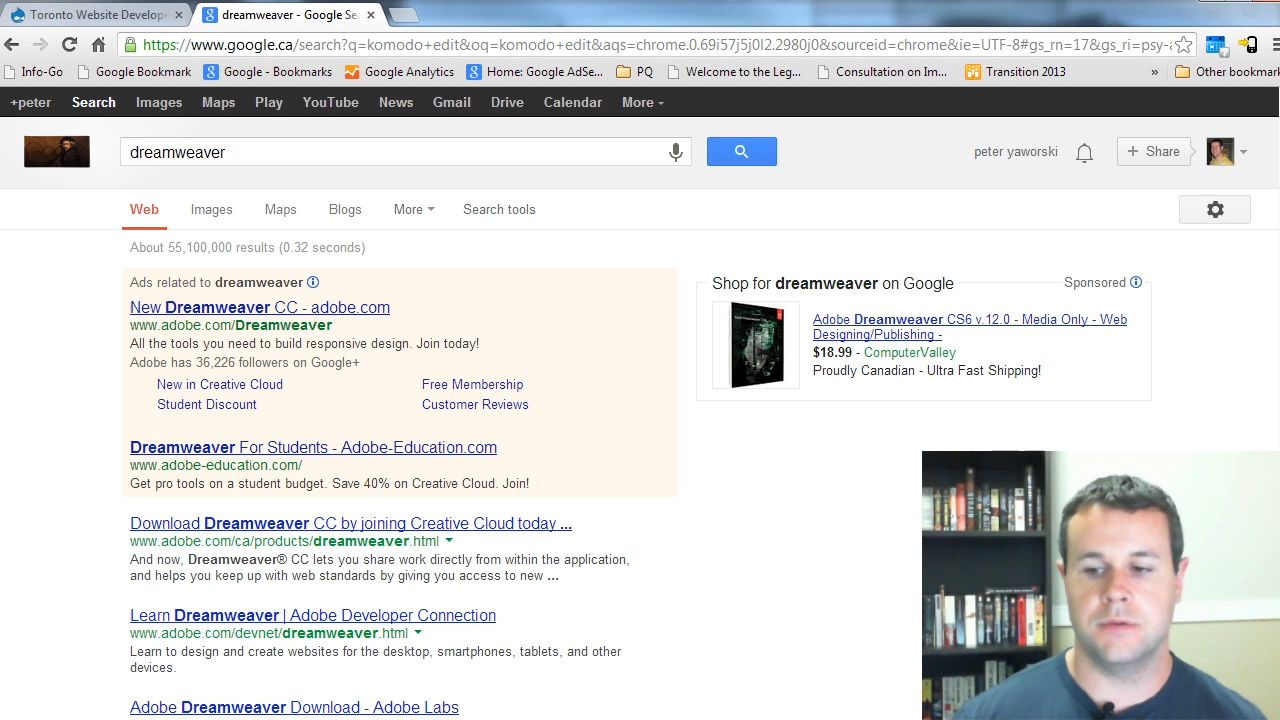 Toronto Website Develope
dreamweaver - Google Sea
https://www.google.ca/search?q=komodo+edit&oq=komodo+edit&aqs=chrome.0.69i57j5j0l2.2280j0&sourceid=chrome&ie=UTF-8#gs_rn=17&gs_ri=psy-a
Info-Go Google Bookmark Google - Bookmarks Google Analytics Home: Google AdSe... PQ Welcome to the Leg... Consultation on Im... Transition 2013 » Other bookmark
+peter Search Images Maps Play YouTube News Gmail Drive Calendar More
dreamweaver
peter yaworski + Share
Web Images Maps Blogs More Search tools
About 55,100,000 results (0.32 seconds)
Ads related to dreamweaver
New Dreamweaver CC - adobe.com
www.adobe.com/Dreamweaver
All the tools you need to build responsive design. Join today!
Adobe has 36,226 followers on Google+
New in Creative Cloud Free Membership
Student Discount Customer Reviews
Dreamweaver For Students - Adobe-Education.com
www.adobe-education.com/
Get pro tools on a student budget. Save 40% on Creative Cloud. Join!
Download Dreamweaver CC by joining Creative Cloud today ...
www.adobe.com/ca/products/dreamweaver.html
And now, Dreamweaver® CC lets you share work directly from within the application,
and helps you keep up with web standards by giving you access to new ...
Learn Dreamweaver | Adobe Developer Connection
www.adobe.com/devnet/dreamweaver.html
Learn to design and create websites for the desktop, smartphones, tablets, and other
devices.
Adobe Dreamweaver Download - Adobe Labs
Shop for dreamweaver on Google Sponsored
Adobe Dreamweaver CS6 v.12.0 - Media Only - Web
Designing/Publishing -
$18.99 - ComputerValley
Proudly Canadian - Ultra Fast Shipping!